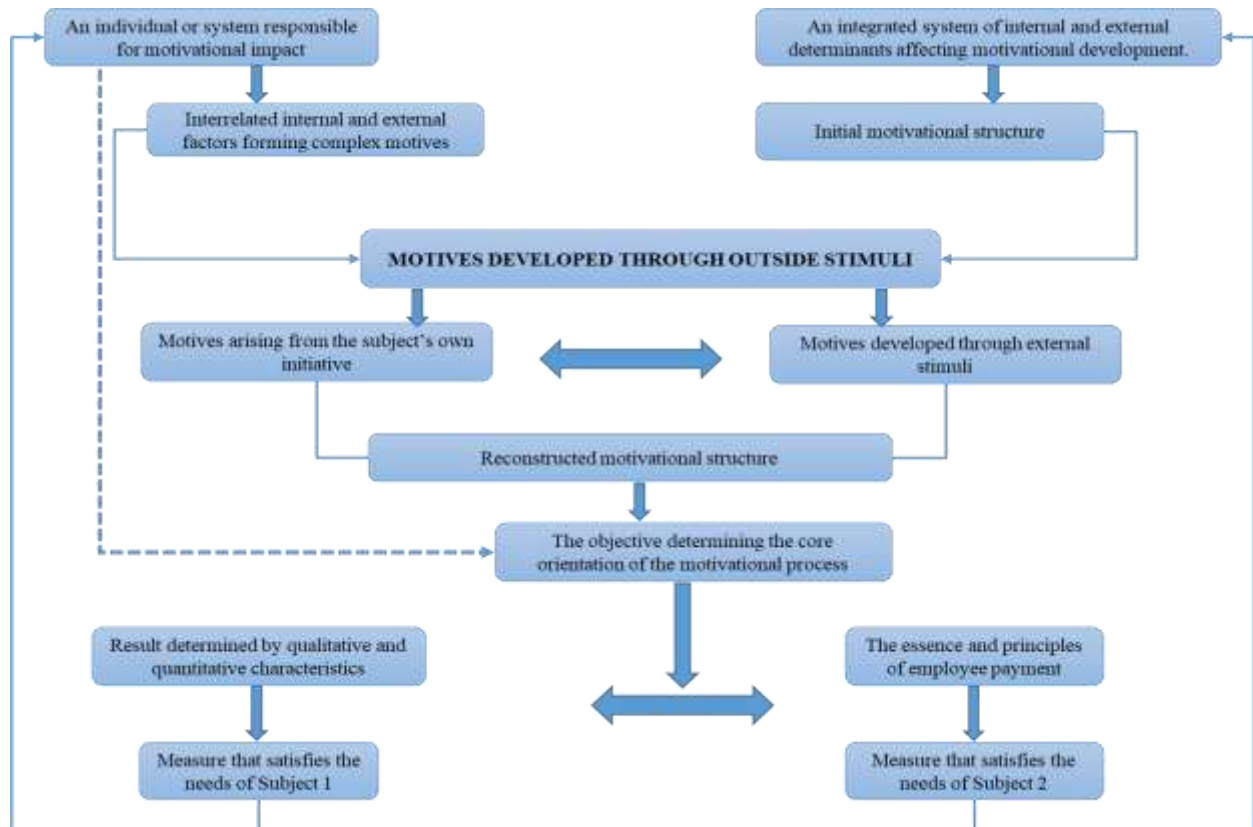 An individual or system responsible
for motivational impact
An integrated system of internal and external
determinants affecting motivational development.
Interrelated internal and external
factors forming complex motives
Initial motivational structure
MOTIVES DEVELOPED THROUGH OUTSIDE STIMULI
Motives arising from the subject's own
initiative
Motives developed through external
stimuli
Reconstructed motivational structure
The objective determining the core
orientation of the motivational process
Result determined by qualitative and
quantitative characteristics
The essence and principles
of employee payment
Measure that satisfies the
needs of Subject 1
Measure that satisfies the
needs of Subject 2